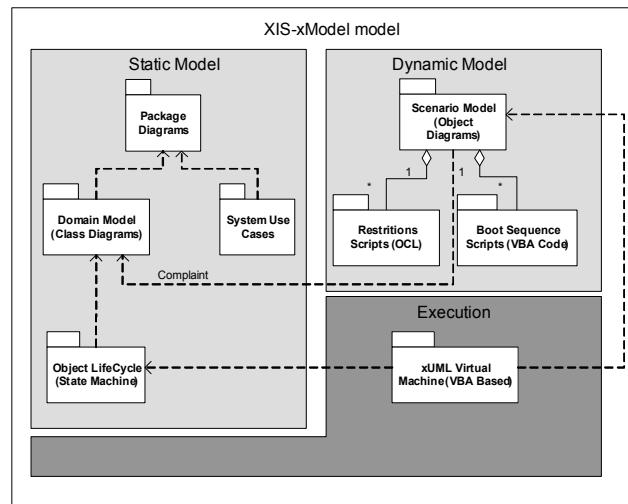 XIS-xModel model
Static Model
Package
Diagrams
Domain Model
(Class Diagrams)
System Use
Cases
Object LifeCycle
(State Machine)
Complaint
Dynamic Model
Scenario Model
(Object
Diagrams)
1
1
*
*
Restritions
Scripts (OCL)
Boot Sequence
Scripts (VBA Code)
Execution
xUML Virtual
Machine (VBA Based)